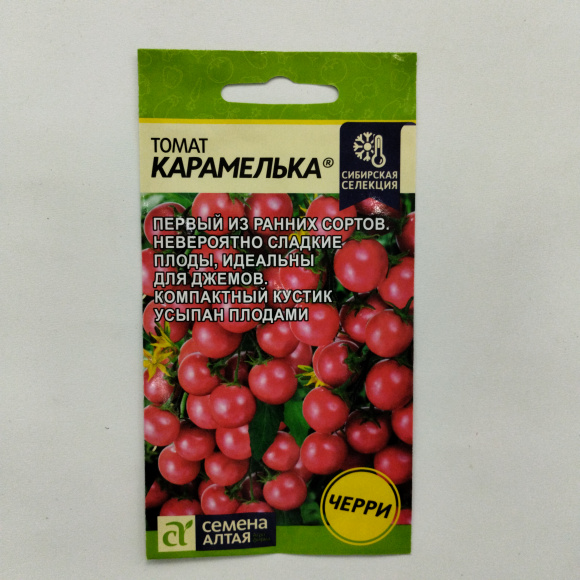 ТОМАТ
КАРАМЕЛЬКА®
СИБИРСКАЯ
СЕЛЕКЦИЯ
ПЕРВЫЙ ИЗ РАННИХ СОРТОВ.
НЕВЕРОЯТНО СЛАДКИЕ
ПЛОДЫ, ИДЕАЛЬНЫ
ДЛЯ ДЖЕМОВ.
КОМПАКТНЫЙ КУСТИК
УСЫПАН ПЛОДАМИ
ЧЕРРИ
СЕМЕНА
АЛТАЯ